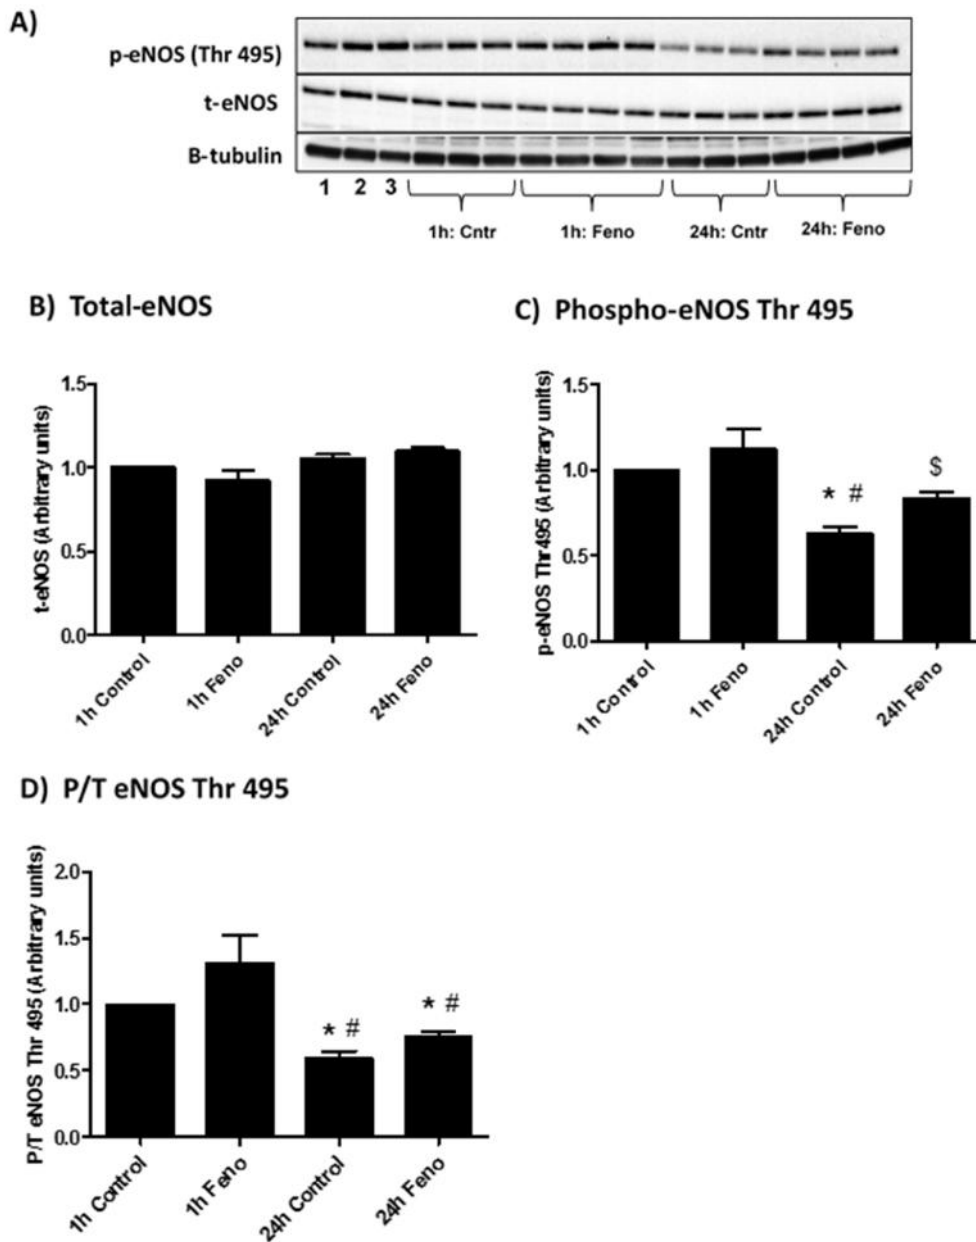 A)
p-eNOS (Thr 495)
t-eNOS
B-tubulin
1 2 3
1h: Cntr 1h: Feno 24h: Cntr 24h: Feno
B) Total-eNOS
t-eNOS (Arbitrary units)
1.5
1.0
0.5
0.0
1h Control
1h Feno
24h Control
24h Feno
C) Phospho-eNOS Thr 495
p-eNOS Thr495 (Arbitrary units)
1.5
1.0
0.5
0.0
* #
$
1h Control
1h Feno
24h Control
24h Feno
D) P/T eNOS Thr 495
P/T eNOS Thr 495 (Arbitrary units)
2.0
1.5
1.0
0.5
0.0
* #
* #
1h Control
1h Feno
24h Control
24h Feno